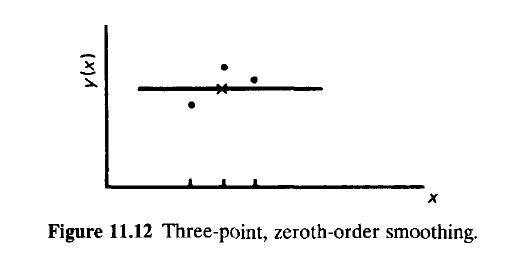 y(x)
x
Figure 11.12 Three-point, zeroth-order smoothing.